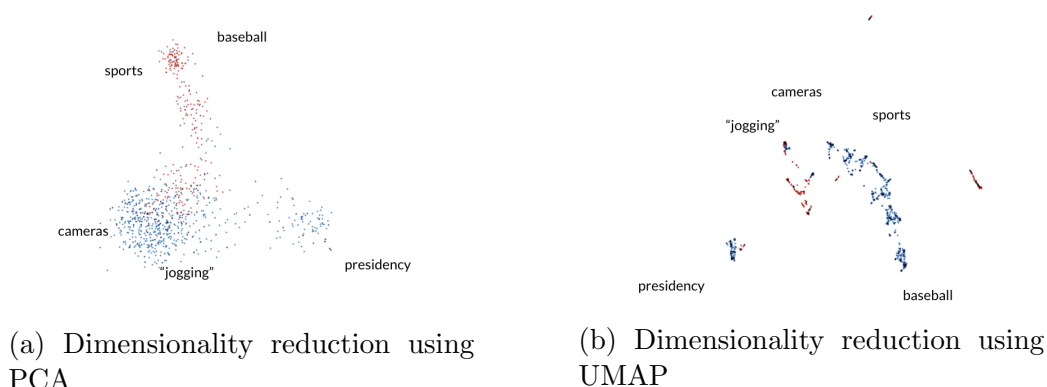 baseball
sports
cameras
"jogging"
presidency
(a) Dimensionality reduction using
PCA
cameras
sports
"jogging"
presidency
baseball
(b) Dimensionality reduction using
UMAP